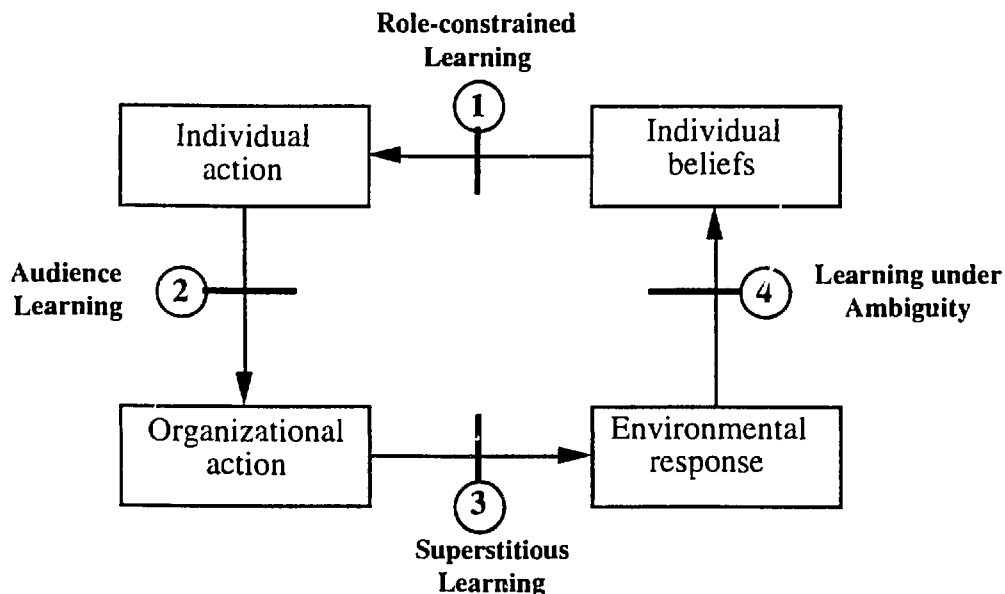 Role-constrained
Learning
1
Individual
action
Individual
beliefs
Audience
Learning
2
4
Learning under
Ambiguity
Organizational
action
Environmental
response
3
Superstitious
Learning